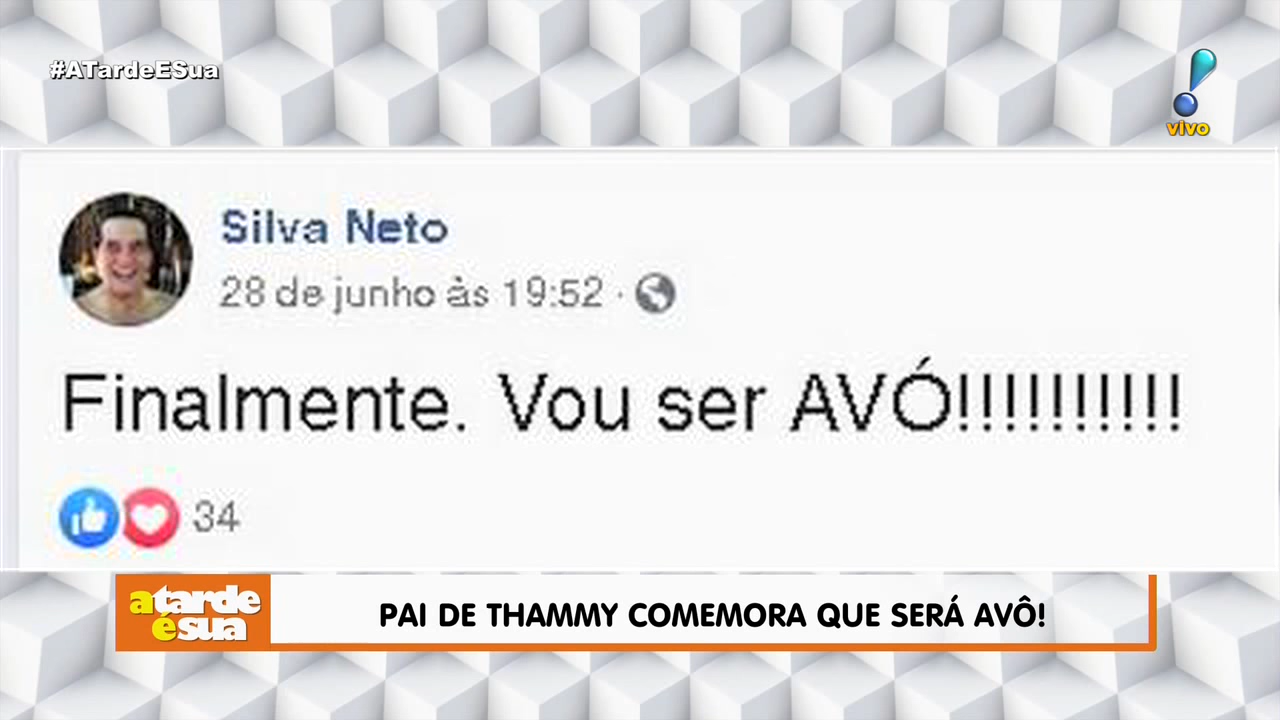 #ATardeESua
vivo
Silva Neto
28 de junho às 19:52 ·
Finalmente. Vou ser AVÓ!!!!!!!!!!
34
a tarde
é sua
PAI DE THAMMY COMEMORA QUE SERÁ AVÔ!